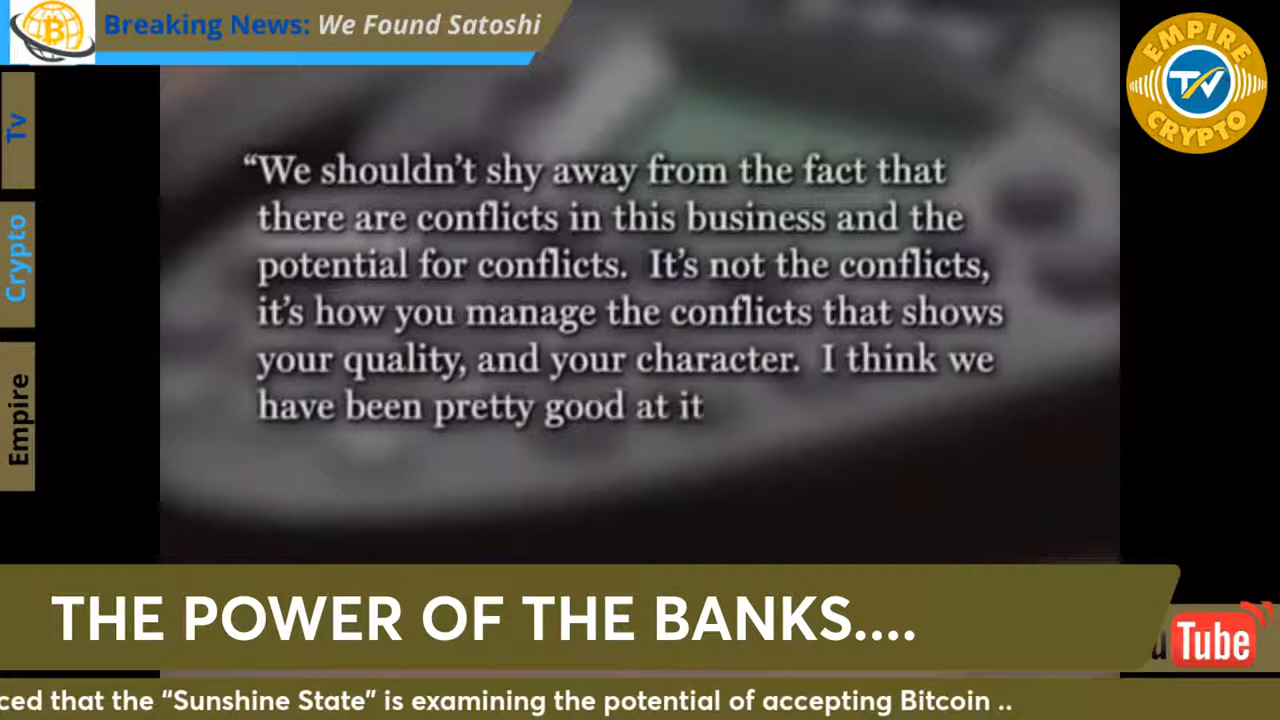 Breaking News: We Found Satoshi
EMPIRE
TV
CRYPTO
Tv
Crypto
Empire
“We shouldn’t shy away from the fact that
there are conflicts in this business and the
potential for conflicts.  It’s not the conflicts,
it’s how you manage the conflicts that shows
your quality, and your character.  I think we
have been pretty good at it
THE POWER OF THE BANKS....
u Tube
ced that the “Sunshine State” is examining the potential of accepting Bitcoin ..